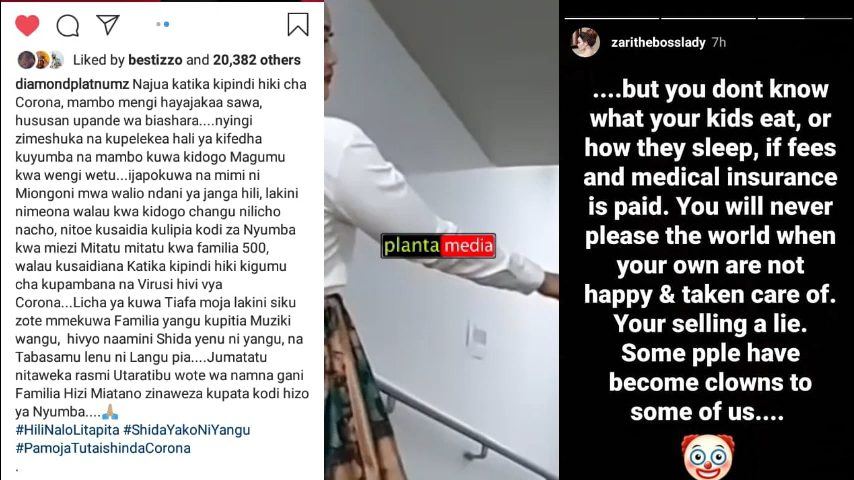 Liked by bestizzo and 20,382 others
diamondplatnumz Najua katika kipindi hiki cha
Corona, mambo mengi hayajakaa sawa,
hususan upande wa biashara....nyingi
zimeshuka na kupelekea hali ya kifedha
kuyumba na mambo kuwa kidogo Magumu
kwa wengi wetu...ijapokuwa na mimi ni
Miongoni mwa walio ndani ya janga hili, lakini
nimeona walau kwa kidogo changu nilicho
nacho, nitoe kusaidia kulipia kodi za Nyumba
kwa miezi Mitatu mitatu kwa familia 500,
walau kusaidiana Katika kipindi hiki kigumu
cha kupambana na Virusi hivi vya
Corona...Licha ya kuwa Tiafa moja lakini siku
zote mmekuwa Familia yangu kupitia Muziki
wangu, hivyo naamini Shida yenu ni yangu, na
Tabasamu lenu ni Langu pia....Jumatatu
nitaweka rasmi Utaratibu wote wa namna gani
Familia Hizi Miatano zinaweza kupata kodi hizo
ya Nyumba....🙏🏽
#HiliNaloLitapita #ShidaYakoNiYangu
#PamojaTutaishindaCorona
.
planta media
zarithebosslady 7h
....but you dont know
what your kids eat, or
how they sleep, if fees
and medical insurance
is paid. You will never
please the world when
your own are not
happy & taken care of.
Your selling a lie.
Some pple have
become clowns to
some of us....
🤡